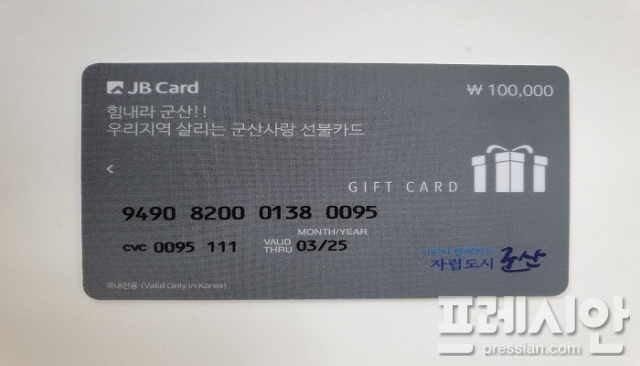 JB Card
₩ 100,000
힘내라 군산!!
우리지역 살리는 군산사랑 선불카드
<
GIFT CARD
9490 8200 0138 0095
MONTH/YEAR
CVC 0095 111 VALID THRU 03/25
자립도시 군산
국내전용 (Valid Only in Korea)
프레시안
pressian.com